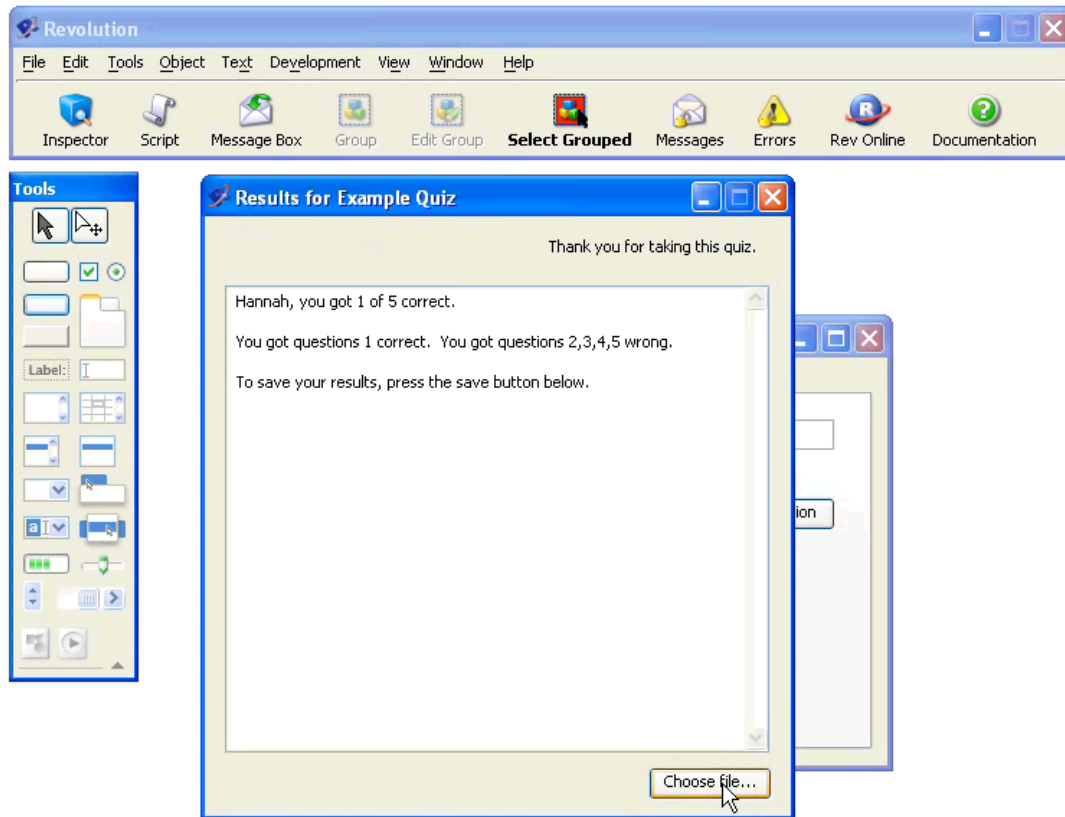 Revolution
File Edit Tools Object Text Development View Window Help
Inspector Script Message Box Group Edit Group Select Grouped Messages Errors Rev Online Documentation
Tools
Label:
a
Results for Example Quiz
Thank you for taking this quiz.
Hannah, you got 1 of 5 correct.
You got questions 1 correct. You got questions 2,3,4,5 wrong.
To save your results, press the save button below.
ion
Choose file...